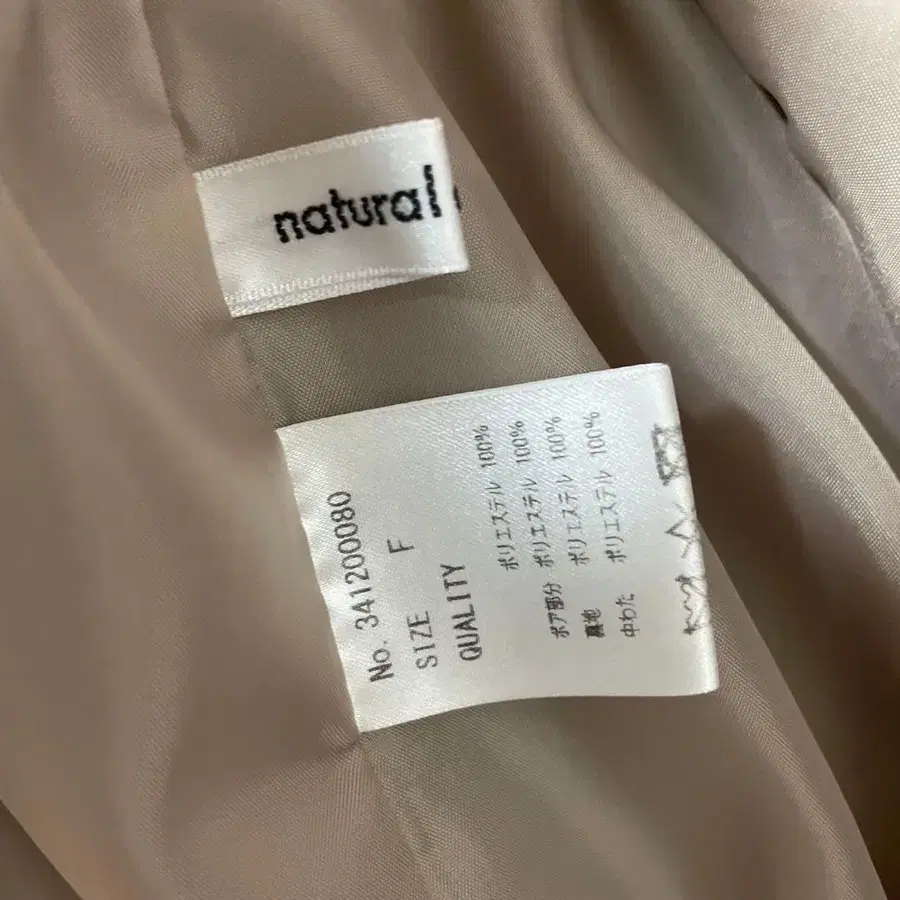 natural
No. 341200080
SIZE F
QUALITY
ポリエステル 100%
ボア部分 ポリエステル 100%
裏地 ポリエステル 100%
中わた ポリエステル 100%